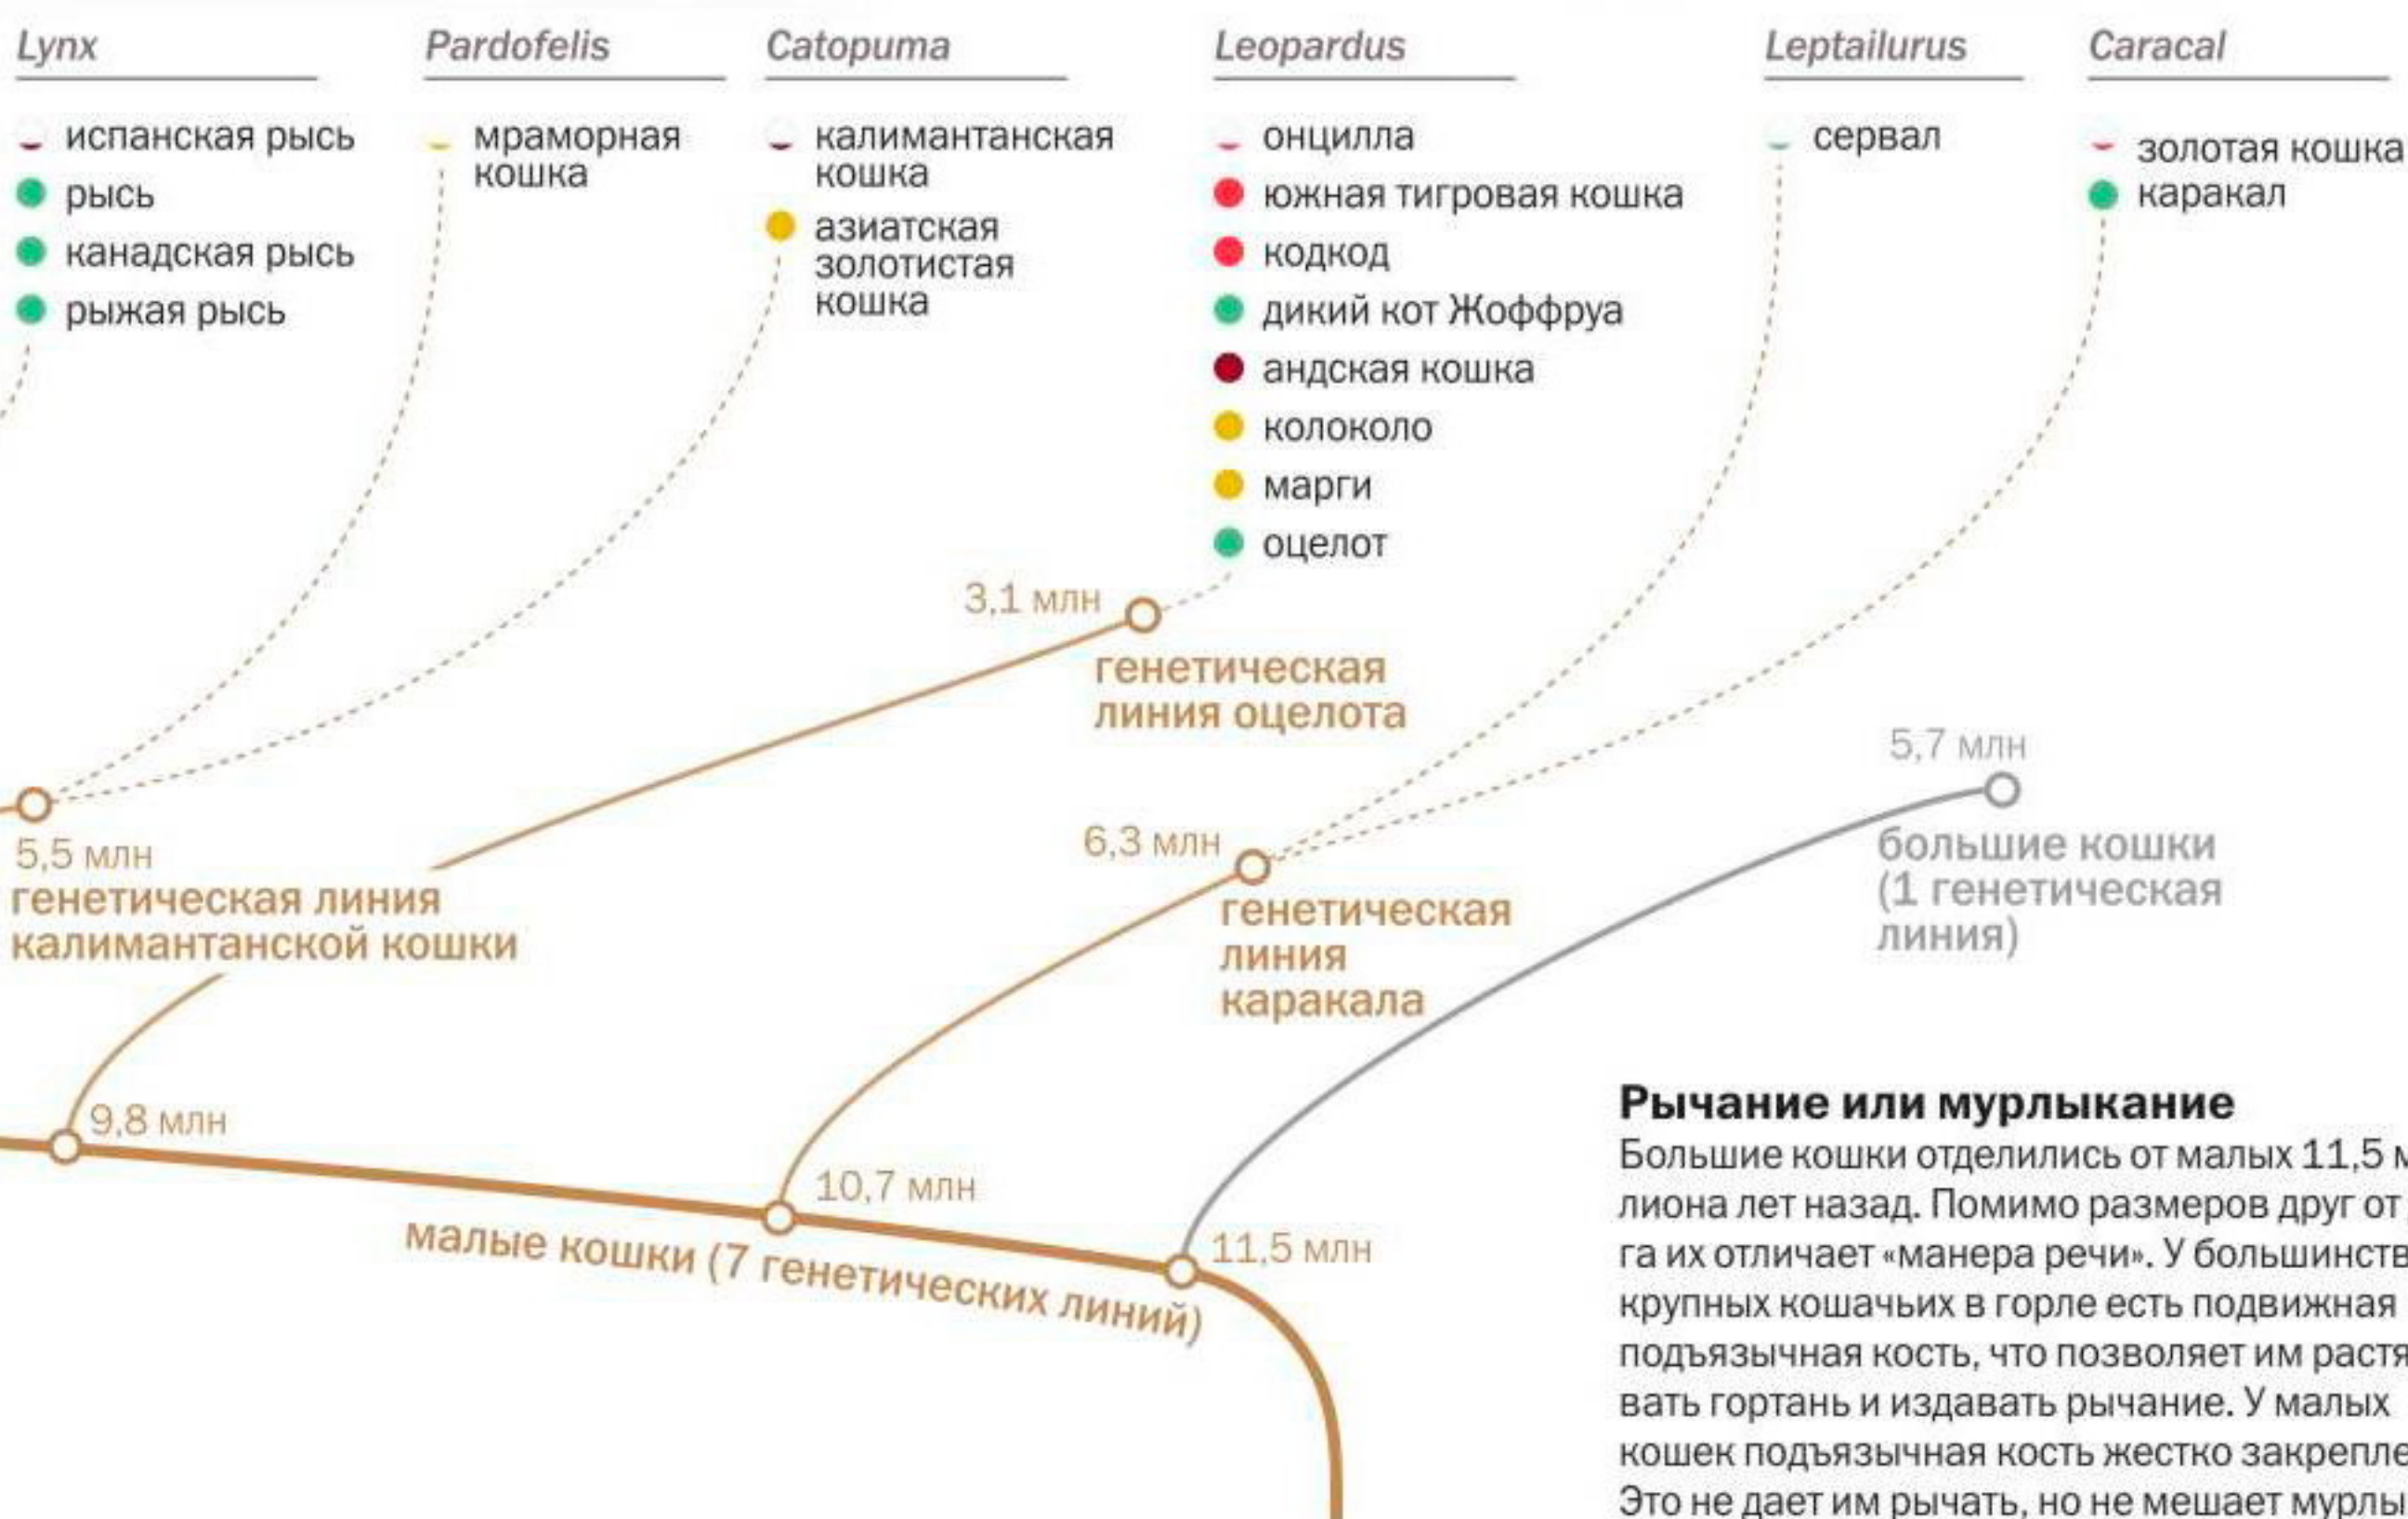 Lynx
испанская рысь
рысь
канадская рысь
рыжая рысь
Pardofelis
мраморная
кошка
Catopuma
калимантанская
кошка
азиатская
золотистая
кошка
Leopardus
онцилла
южная тигровая кошка
кодкод
дикий кот Жоффруа
андская кошка
колоколо
марги
оцелот
Leptailurus
сервал
Caracal
золотая кошка
каракал
3,1 млн
генетическая
линия оцелота
5,5 млн
генетическая линия
калимантанской кошки
6,3 млн
генетическая
линия
каракала
5,7 млн
большие кошки
(1 генетическая
линия)
9,8 млн
10,7 млн
11,5 млн
малые кошки (7 генетических линий)
Рычание или мурлыкание
Большие кошки отделились от малых 11,5 м
лиона лет назад. Помимо размеров друг от
га их отличает «манера речи». У большинств
крупных кошачьих в горле есть подвижная
подъязычная кость, что позволяет им растя
вать гортань и издавать рычание. У малых
кошек подъязычная кость жестко закрепле
Это не дает им рычать, но не мешает мурлы